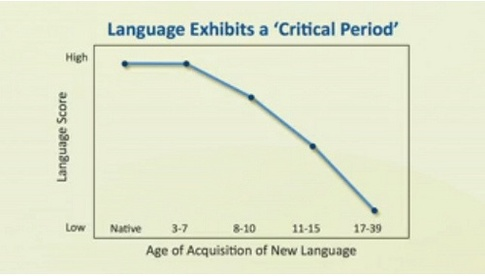 Language Exhibits a 'Critical Period'
High
Language Score
Low
Native 3-7 8-10 11-15 17-39
Age of Acquisition of New Language